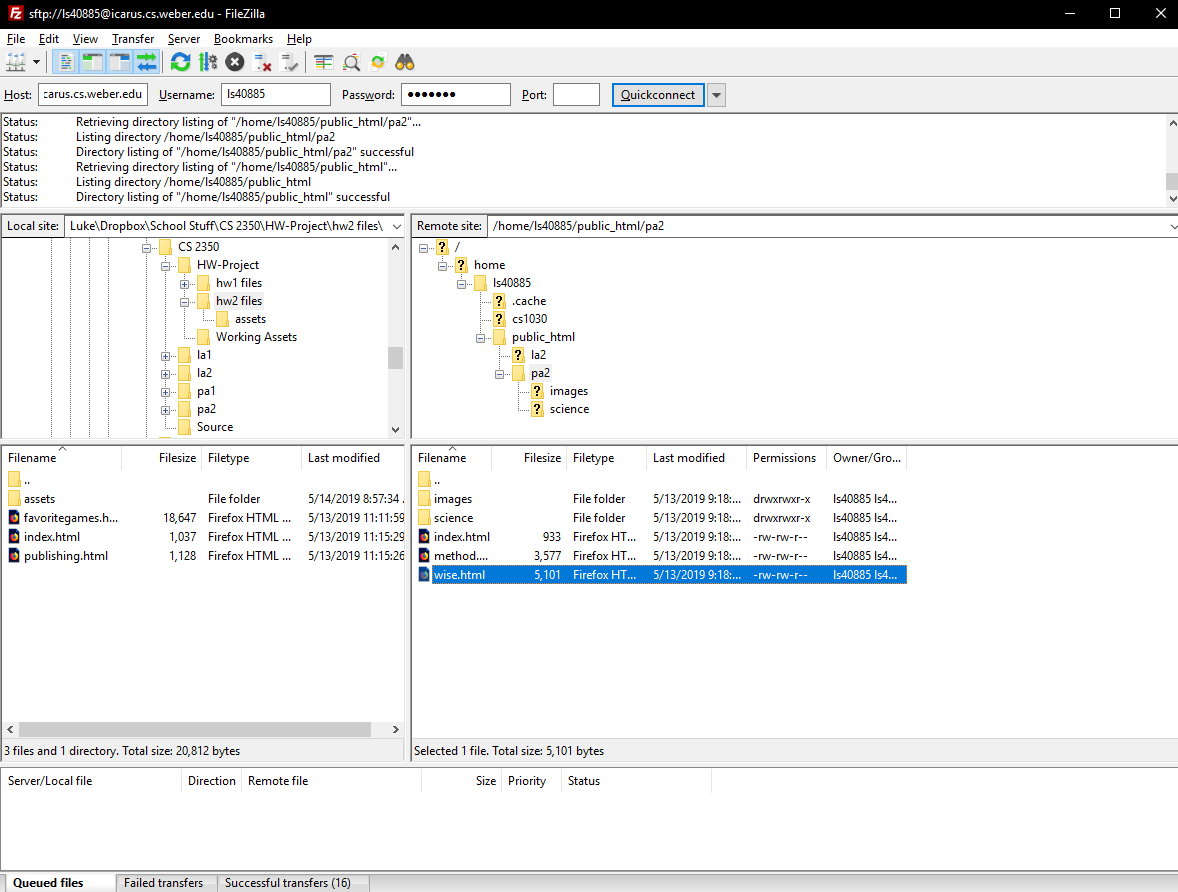 sftp://ls40885@icarus.cs.weber.edu - FileZilla
File Edit View Transfer Server Bookmarks Help
Host: carus.cs.weber.edu Username: ls40885 Password: ●●●●●●● Port: Quickconnect
Status: Retrieving directory listing of "/home/ls40885/public_html/pa2"...
Status: Listing directory /home/ls40885/public_html/pa2
Status: Directory listing of "/home/ls40885/public_html/pa2" successful
Status: Retrieving directory listing of "/home/ls40885/public_html"...
Status: Listing directory /home/ls40885/public_html
Status: Directory listing of "/home/ls40885/public_html" successful
Local site: Luke\Dropbox\School Stuff\CS 2350\HW-Project\hw2 files\
CS 2350
HW-Project
hw1 files
hw2 files
assets
Working Assets
la1
la2
pa1
pa2
Source
Remote site: /home/ls40885/public_html/pa2
/
home
ls40885
.cache
cs1030
public_html
la2
pa2
images
science
Filename Filesize Filetype Last modified
..
assets File folder 5/14/2019 8:57:34
favoritegames.h... 18,647 Firefox HTML ... 5/13/2019 11:11:59
index.html 1,037 Firefox HTML ... 5/13/2019 11:15:29
publishing.html 1,128 Firefox HTML ... 5/13/2019 11:15:26
3 files and 1 directory. Total size: 20,812 bytes
Filename Filesize Filetype Last modified Permissions Owner/Gro...
..
images File folder 5/13/2019 9:18:... drwxrwxr-x ls40885 ls4...
science File folder 5/13/2019 9:18:... drwxrwxr-x ls40885 ls4...
index.html 933 Firefox HT... 5/13/2019 9:18:... -rw-rw-r-- ls40885 ls4...
method.... 3,577 Firefox HT... 5/13/2019 9:18:... -rw-rw-r-- ls40885 ls4...
wise.html 5,101 Firefox HT... 5/13/2019 9:18:... -rw-rw-r-- ls40885 ls4...
Selected 1 file. Total size: 5,101 bytes
Server/Local file Direction Remote file Size Priority Status
Queued files Failed transfers Successful transfers (16)